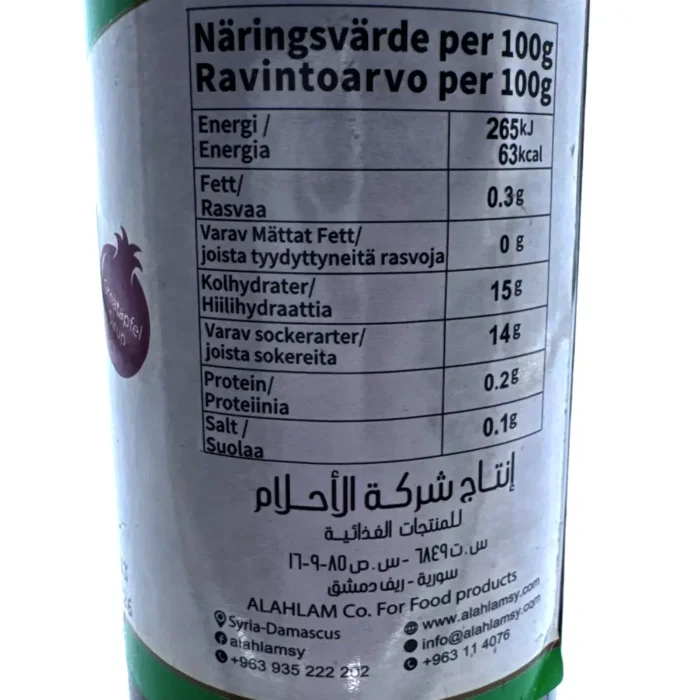 Näringsvärde per 100g
Ravintoarvo per 100g
Energi / 265kJ
Energia 63kcal
Fett/
Rasvaa 0.3g
Varav Mättat Fett/
joista tyydyttyneitä rasvoja 0 g
Kolhydrater/
Hiilihydraattia 15g
Varav sockerarter/
joista sokereita 14g
Protein/
Proteiinia 0.2g
Salt /
Suolaa 0.1g
Granatäpfel
إنتاج شركة الأحلام
للمنتجات الغذائية
س.ت ٦٨٤٩ - س.ص ٨٥-٩-١٦
سورية - ريف دمشق
ALAHLAM Co. For Food products
Syria-Damascus www.alahlamsy.com
alahlamsy info@alahlamsy.com
+963 935 222 202 +963 11 4076